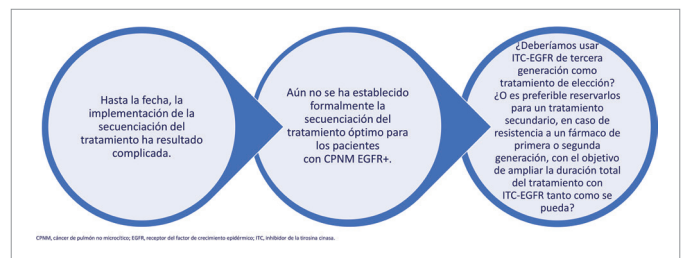 Hasta la fecha, la
implementación de la
secuenciación del
tratamiento ha resultado
complicada.
Aún no se ha establecido
formalmente la
secuenciación del
tratamiento óptimo para
los pacientes
con CPNM EGFR+.
¿Deberíamos usar
ITC-EGFR de tercera
generación como
tratamiento de elección?
¿O es preferible reservarlos
para un tratamiento
secundario, en caso de
resistencia a un fármaco de
primera o segunda
generación, con el objetivo
de ampliar la duración total
del tratamiento con
ITC-EGFR tanto como se
pueda?
CPNM, cáncer de pulmón no microcítico; EGFR, receptor del factor de crecimiento epidérmico; ITC, inhibidor de la tirosina cinasa.